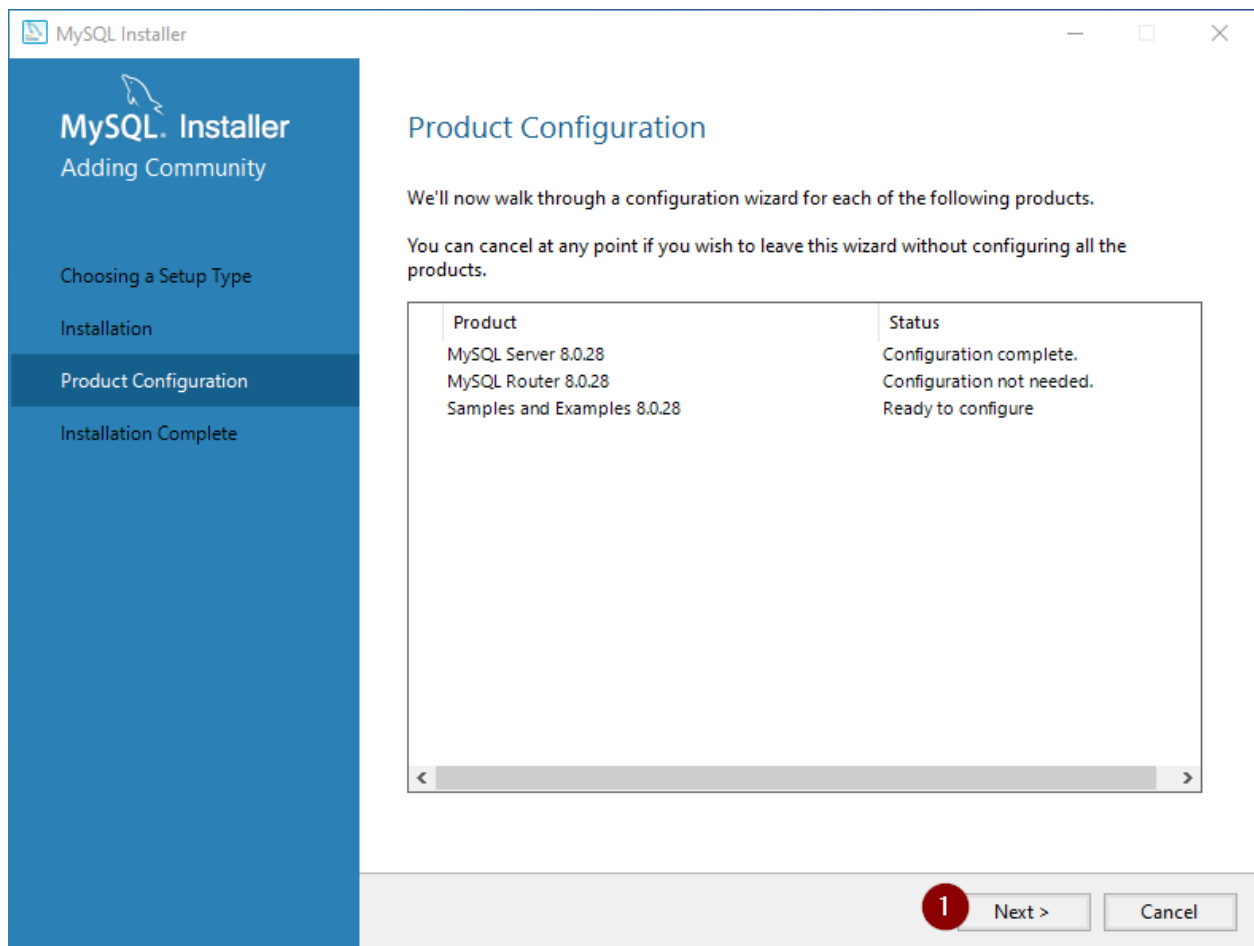 MySQL Installer
MySQL. Installer
Adding Community
Choosing a Setup Type
Installation
Product Configuration
Installation Complete
Product Configuration
We'll now walk through a configuration wizard for each of the following products.
You can cancel at any point if you wish to leave this wizard without configuring all the
products.
Product Status
MySQL Server 8.0.28 Configuration complete.
MySQL Router 8.0.28 Configuration not needed.
Samples and Examples 8.0.28 Ready to configure
1 Next > Cancel